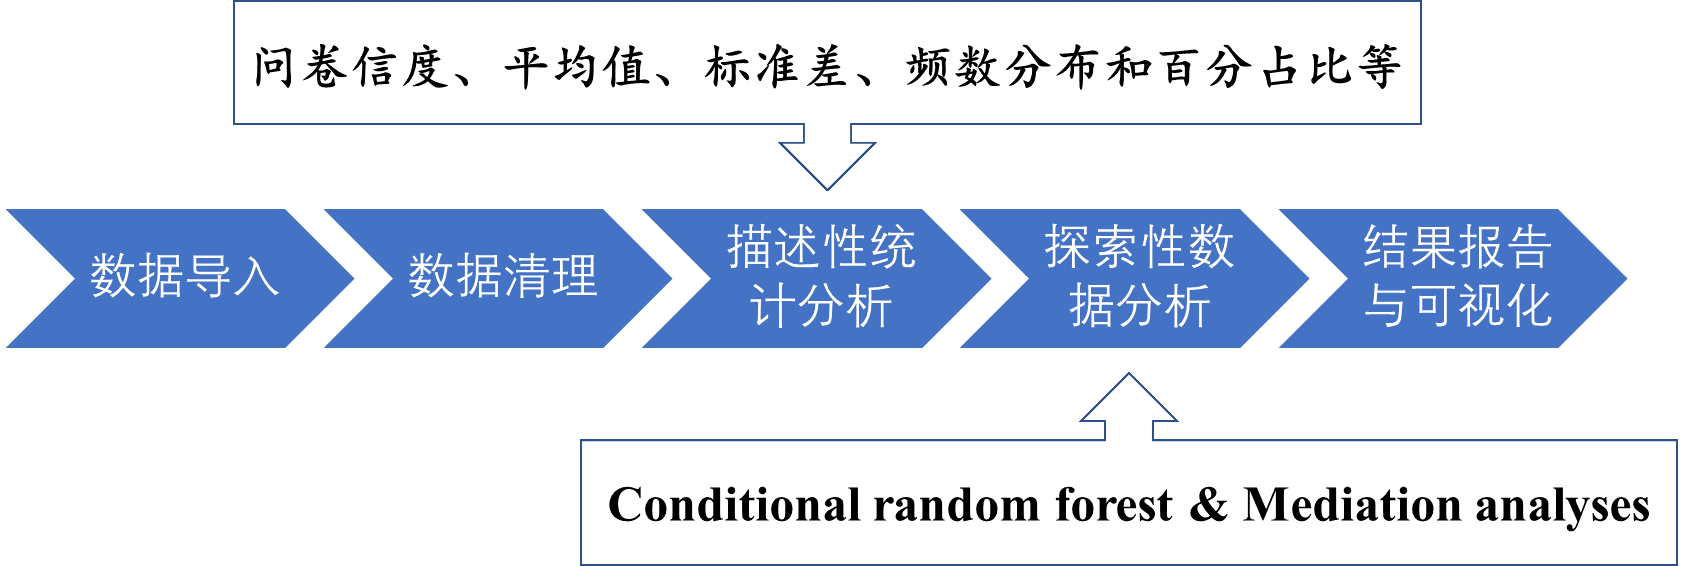 问卷信度、平均值、标准差、频数分布和百分占比等
数据导入
数据清理
描述性统
计分析
探索性数
据分析
结果报告
与可视化
Conditional random forest & Mediation analyses